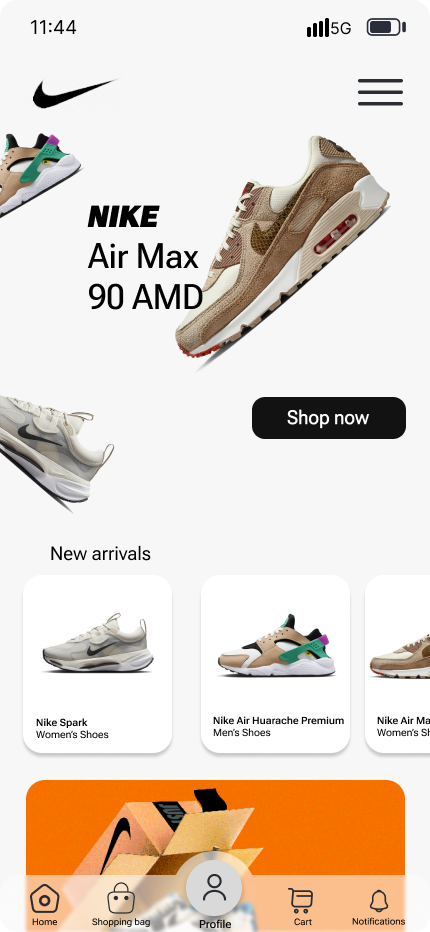 11:44
5G
NIKE
Air Max
90 AMD
Shop now
New arrivals
Nike Spark
Women's Shoes
Nike Air Huarache Premium
Men's Shoes
Nike Air Ma
Women's Sh
JUST
Home
Shopping bag
Profile
Cart
Notifications